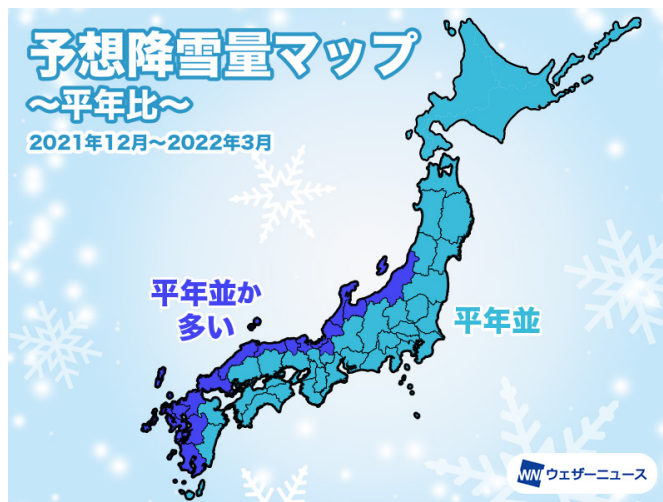 予想降雪量マップ
〜平年比〜
2021年12月〜2022年3月
平年並か
多い
平年並
WNI ウェザーニュース